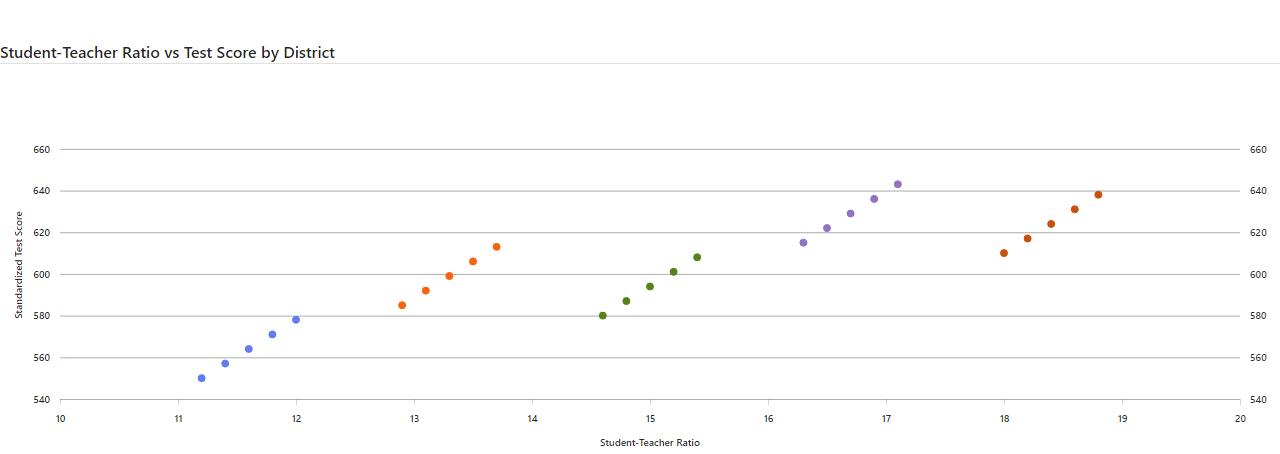 Student-Teacher Ratio vs Test Score by District
660 660
640 640
620 620
600 600
580 580
560 560
540 540
Standardized Test Score
10 11 12 13 14 15 16 17 18 19 20
Student-Teacher Ratio